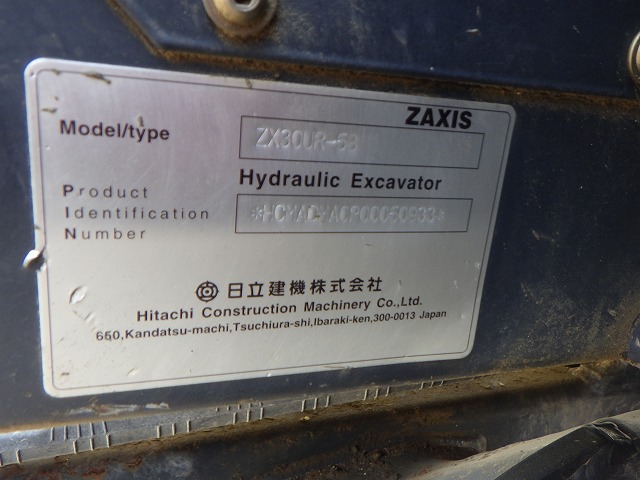 ZAXIS
Model/type ZX30UR-5B
Hydraulic Excavator
Product
Identification
Number
日立建機株式会社
Hitachi Construction Machinery Co.,Ltd.
650,Kandatsu-machi,Tsuchiura-shi,Ibaraki-ken,300-0013 Japan